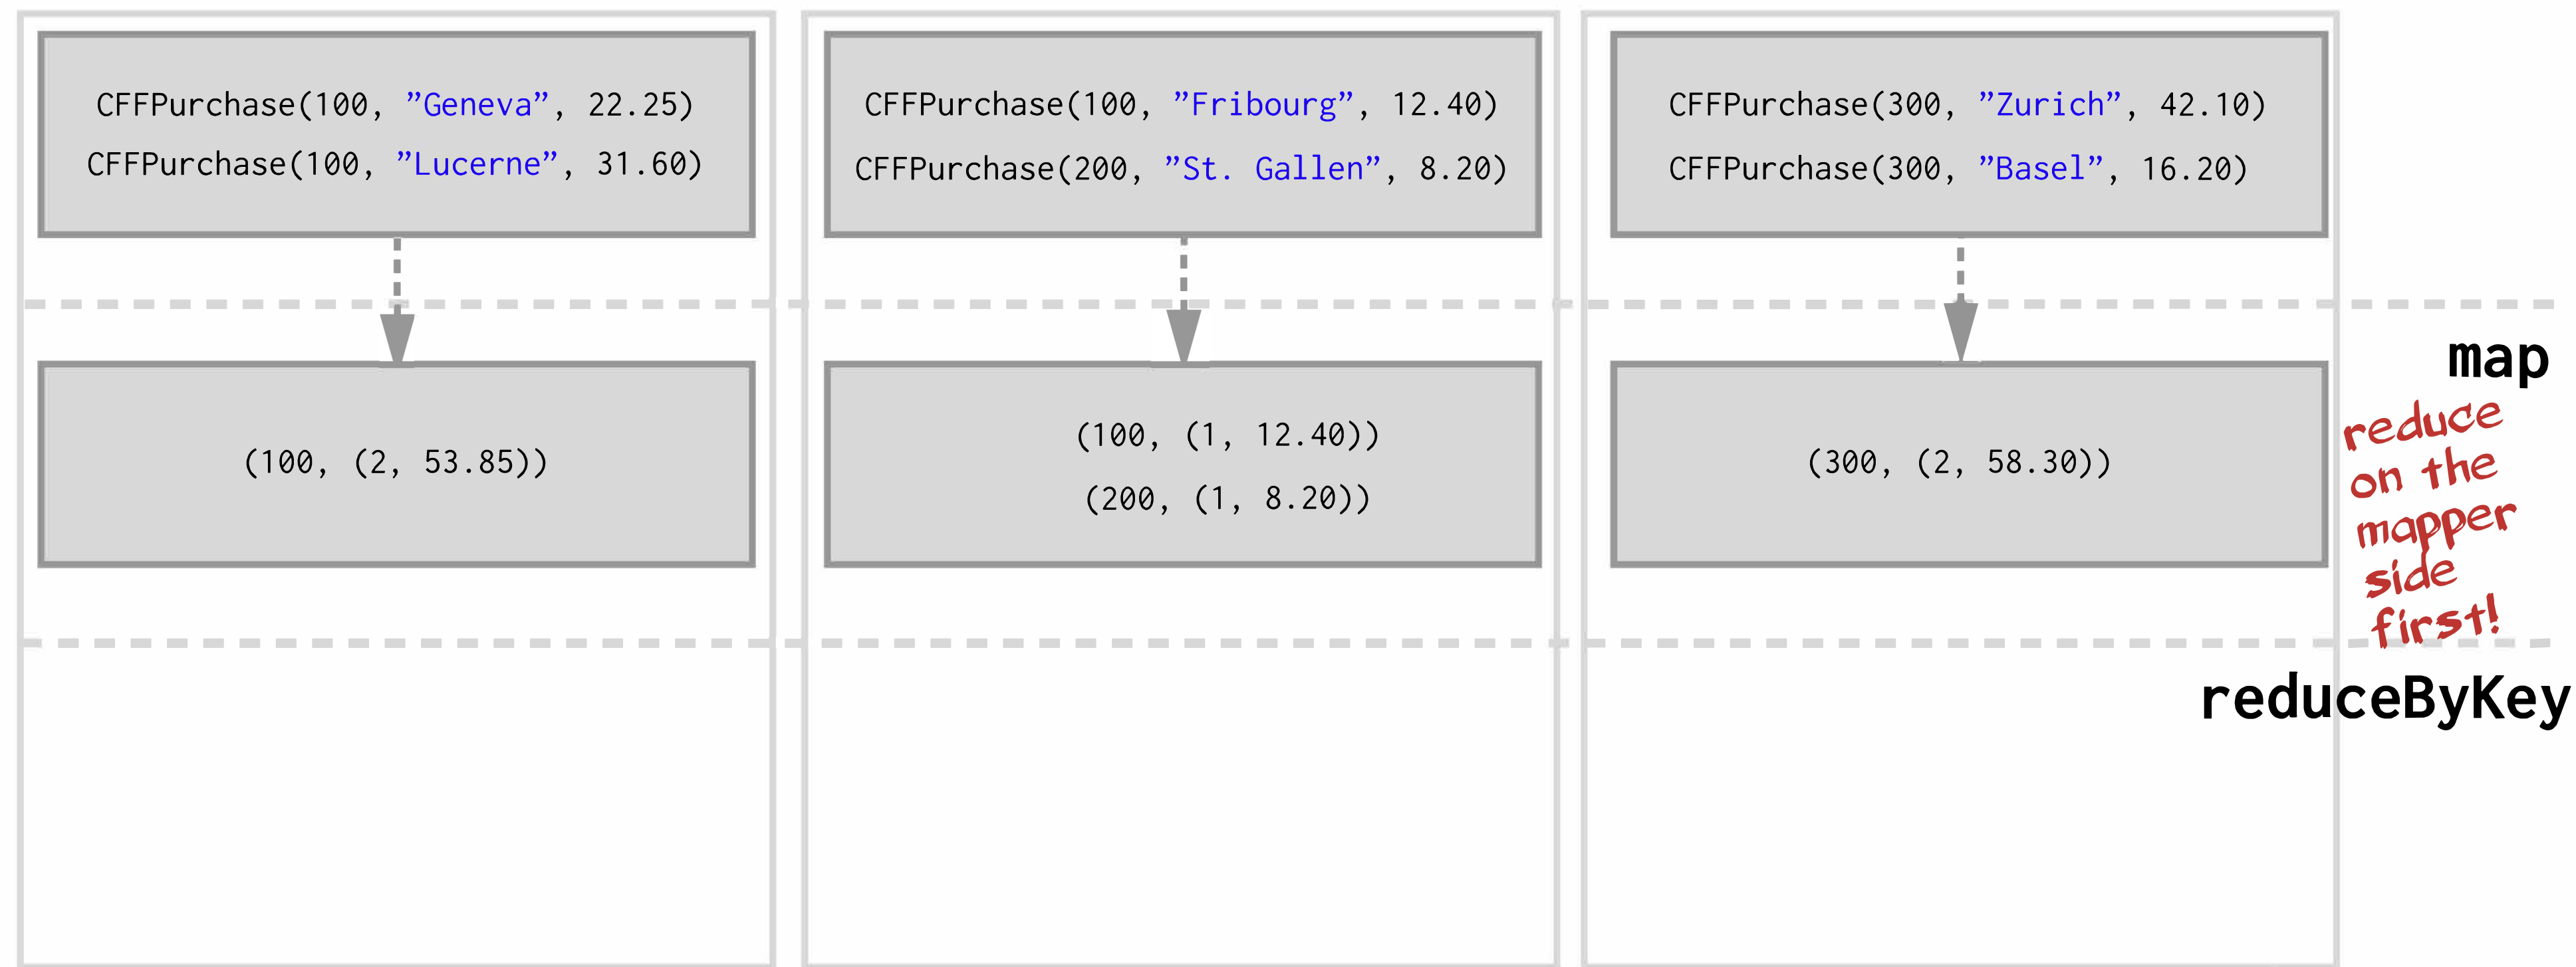 CFFPurchase(100, ”Geneva”, 22.25)
CFFPurchase(100, ”Lucerne”, 31.60)
CFFPurchase(100, ”Fribourg”, 12.40)
CFFPurchase(200, ”St. Gallen”, 8.20)
CFFPurchase(300, ”Zurich”, 42.10)
CFFPurchase(300, ”Basel”, 16.20)
map
(100, (2, 53.85))
(100, (1, 12.40))
(200, (1, 8.20))
(300, (2, 58.30))
reduce
on the
mapper
side
first!
reduceByKey